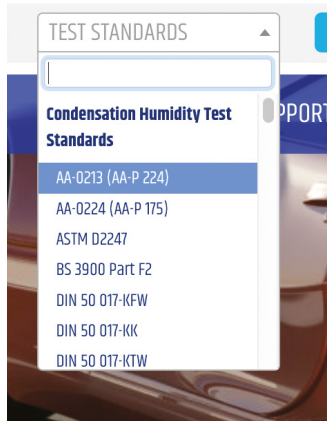 TEST STANDARDS
PPORT
Condensation Humidity Test
Standards
AA-0213 (AA-P 224)
AA-0224 (AA-P 175)
ASTM D2247
BS 3900 Part F2
DIN 50 017-KFW
DIN 50 017-KK
DIN 50 017-KTW